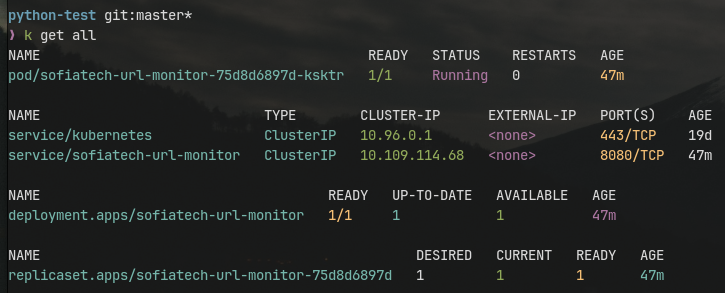 python-test git:master*
❯ k get all
NAME READY STATUS RESTARTS AGE
pod/sofiatech-url-monitor-75d8d6897d-ksktr 1/1 Running 0 47m
NAME TYPE CLUSTER-IP EXTERNAL-IP PORT(S) AGE
service/kubernetes ClusterIP 10.96.0.1 <none> 443/TCP 19d
service/sofiatech-url-monitor ClusterIP 10.109.114.68 <none> 8080/TCP 47m
NAME READY UP-TO-DATE AVAILABLE AGE
deployment.apps/sofiatech-url-monitor 1/1 1 1 47m
NAME DESIRED CURRENT READY AGE
replicaset.apps/sofiatech-url-monitor-75d8d6897d 1 1 1 47m